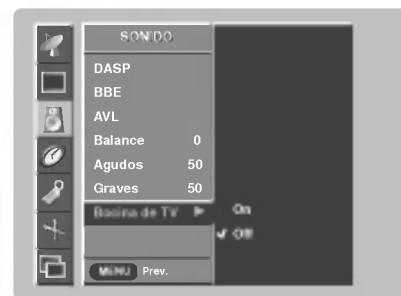 SONIDO
DASP
BBE
AVL
Balance 0
Agudos 50
Graves 50
Bocina de TV
On
Off
MENU Prev.